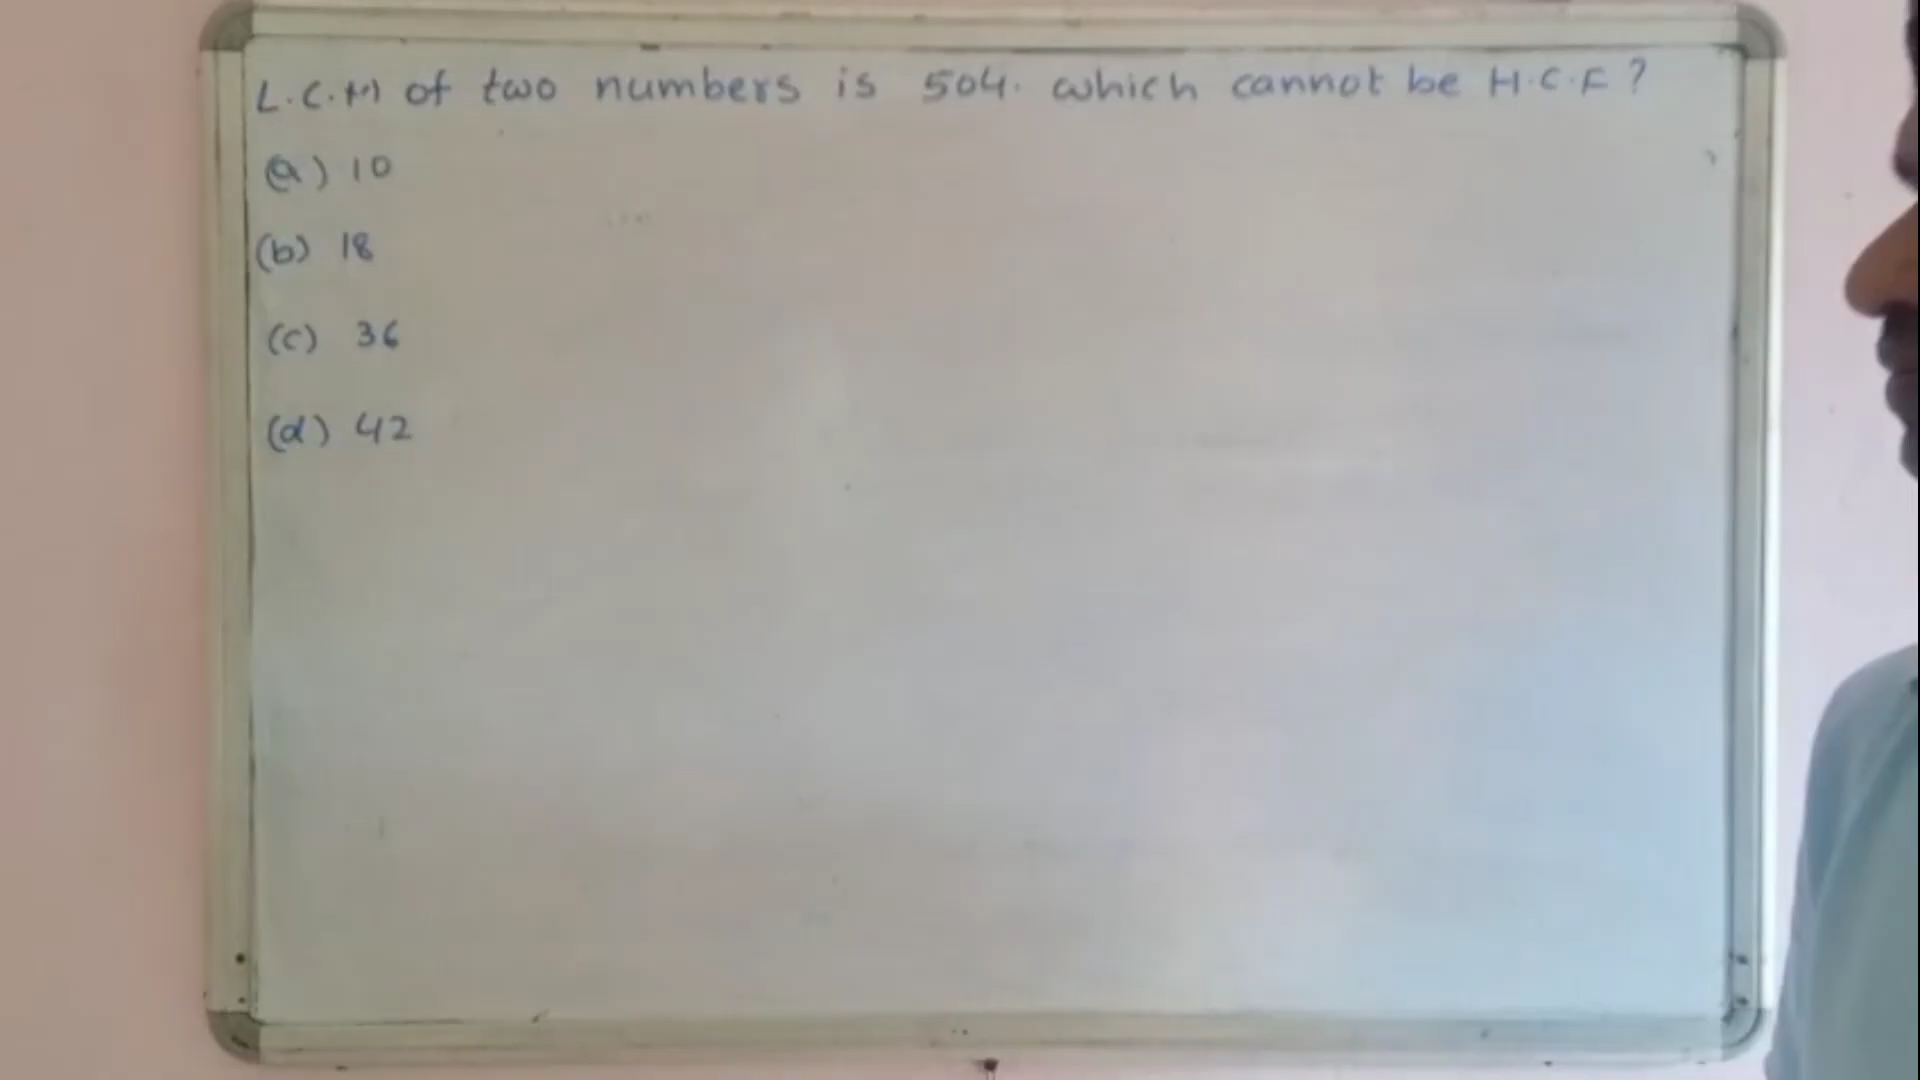 L.C.M of two numbers is 504. which cannot be H.C.F ?
(a) 10
(b) 18
(c) 36
(d) 42